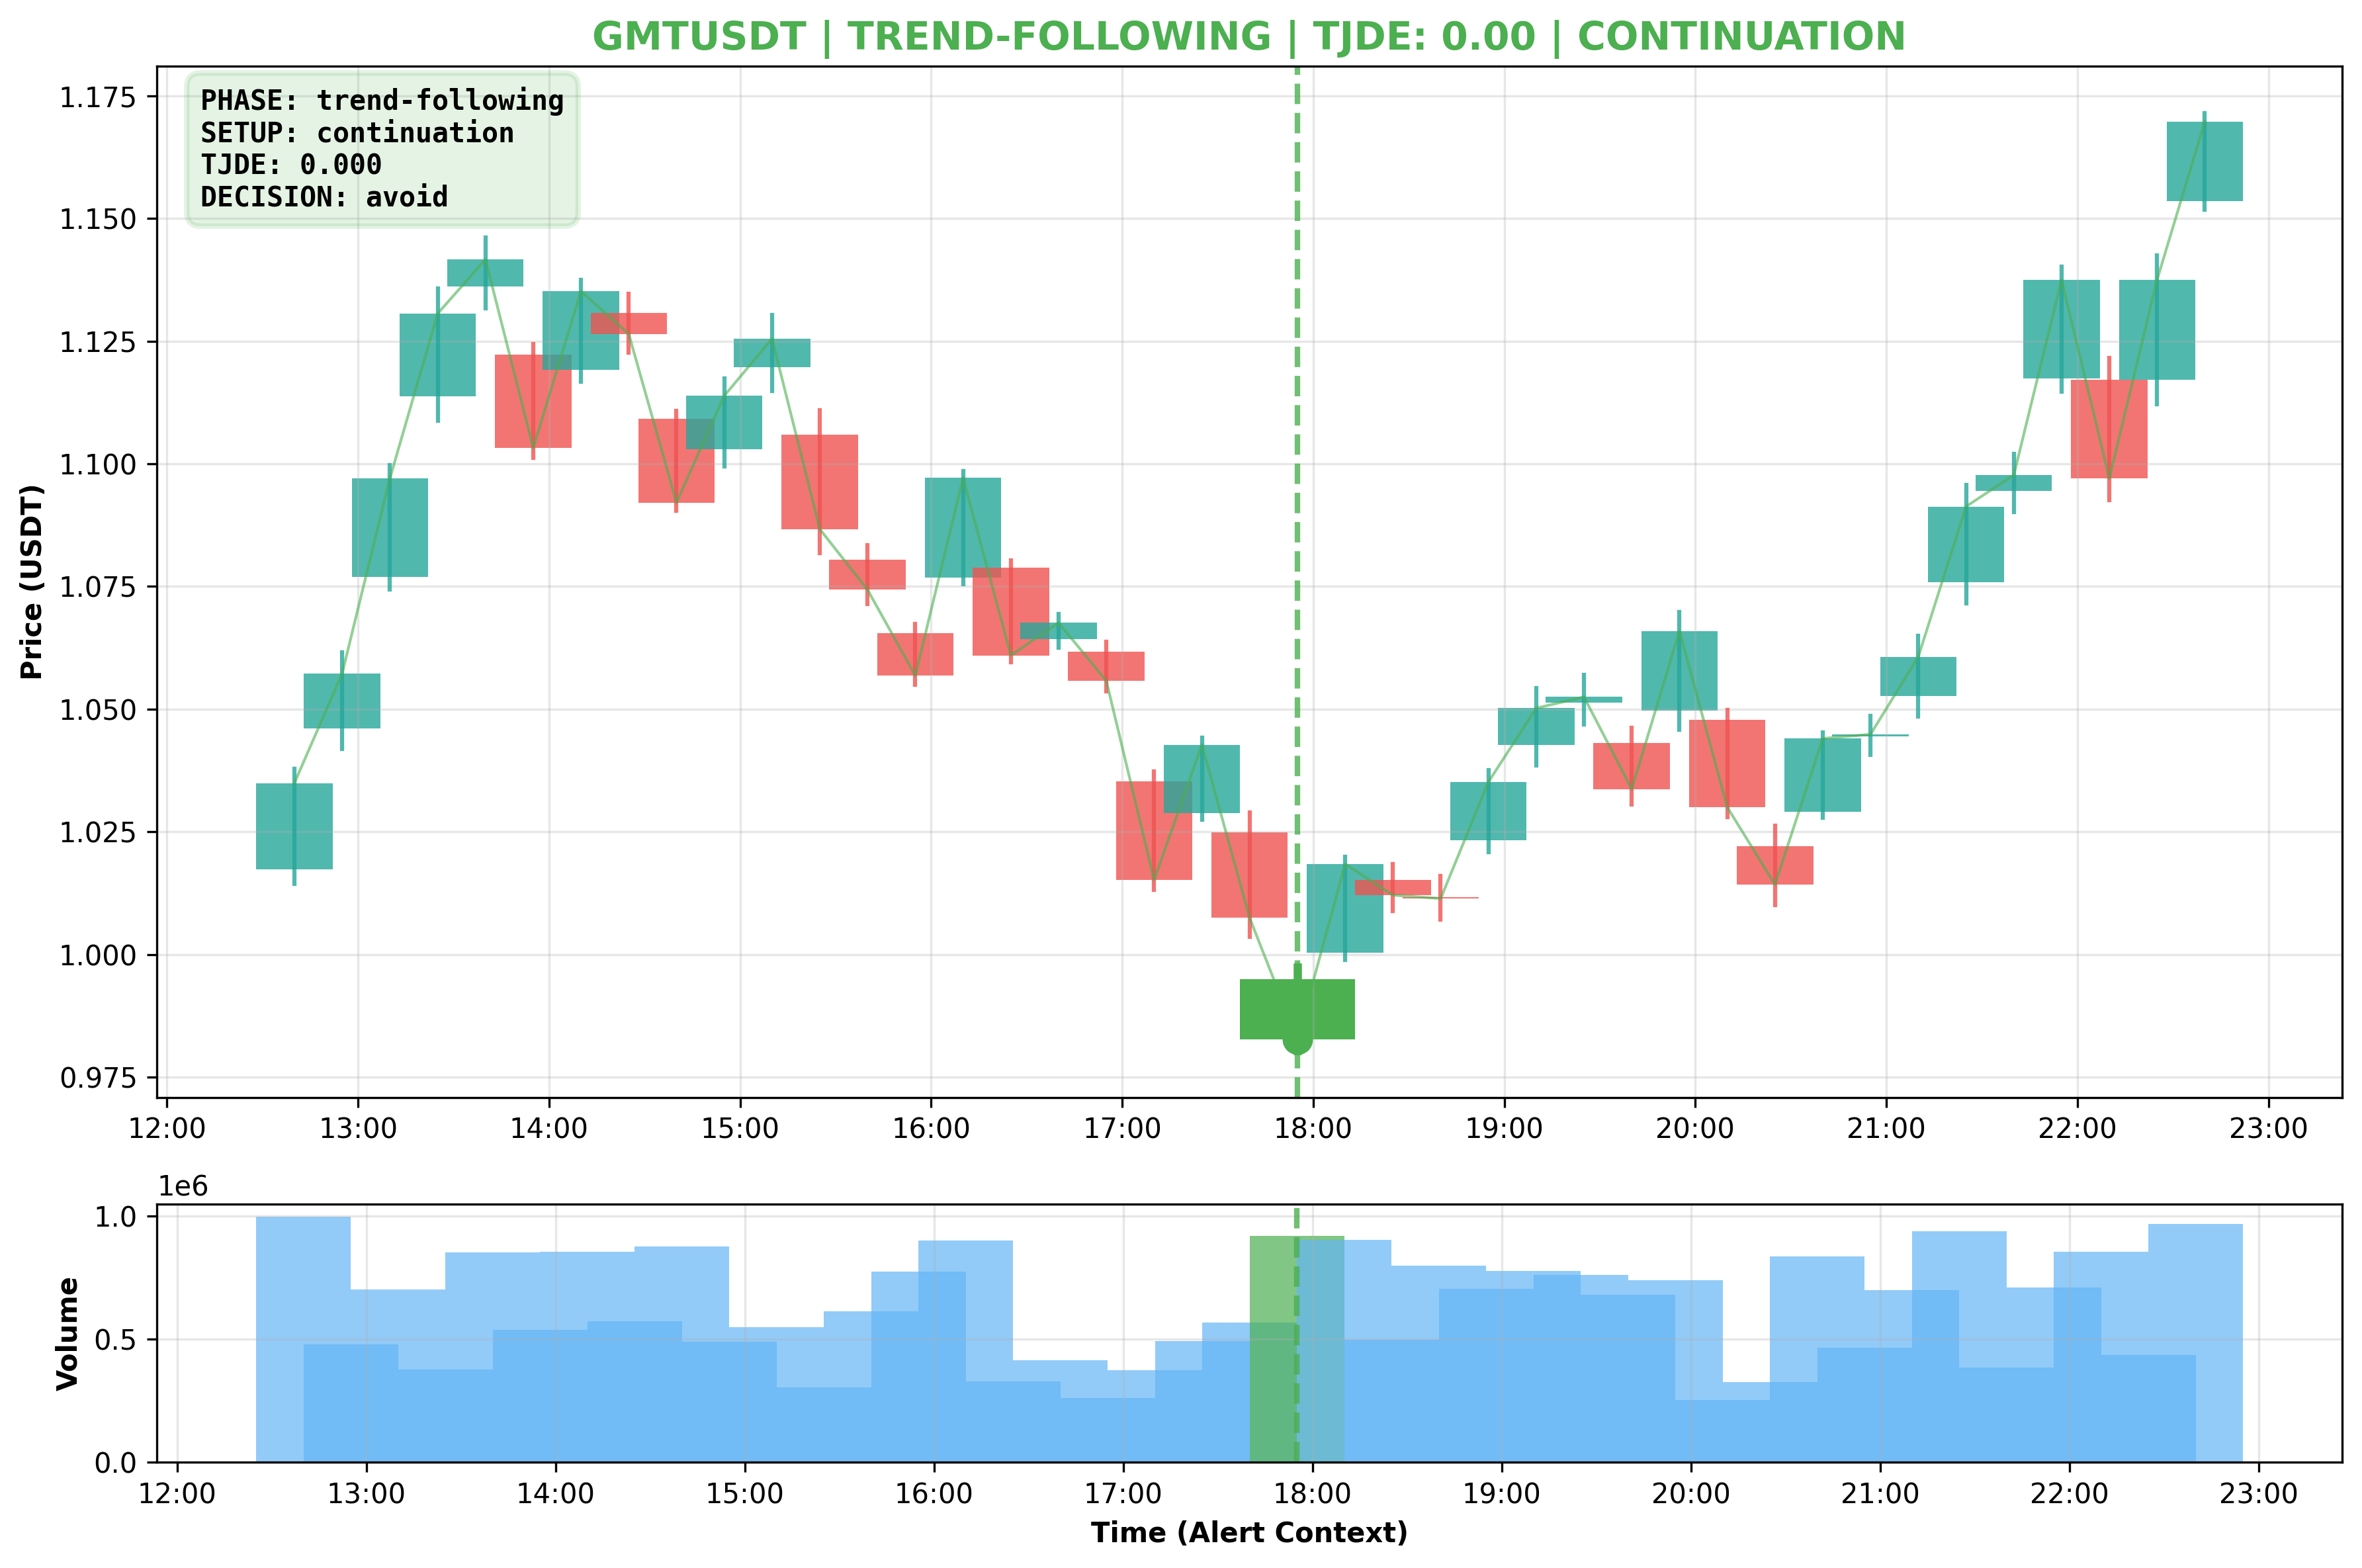 GMTUSDT | TREND-FOLLOWING | TJDE: 0.00 | CONTINUATION
PHASE: trend-following
SETUP: continuation
TJDE: 0.000
DECISION: avoid
Price (USDT)
1.175
1.150
1.125
1.100
1.075
1.050
1.025
1.000
0.975
12:00 13:00 14:00 15:00 16:00 17:00 18:00 19:00 20:00 21:00 22:00 23:00
1e6
Volume
1.0
0.5
0.0
12:00 13:00 14:00 15:00 16:00 17:00 18:00 19:00 20:00 21:00 22:00 23:00
Time (Alert Context)